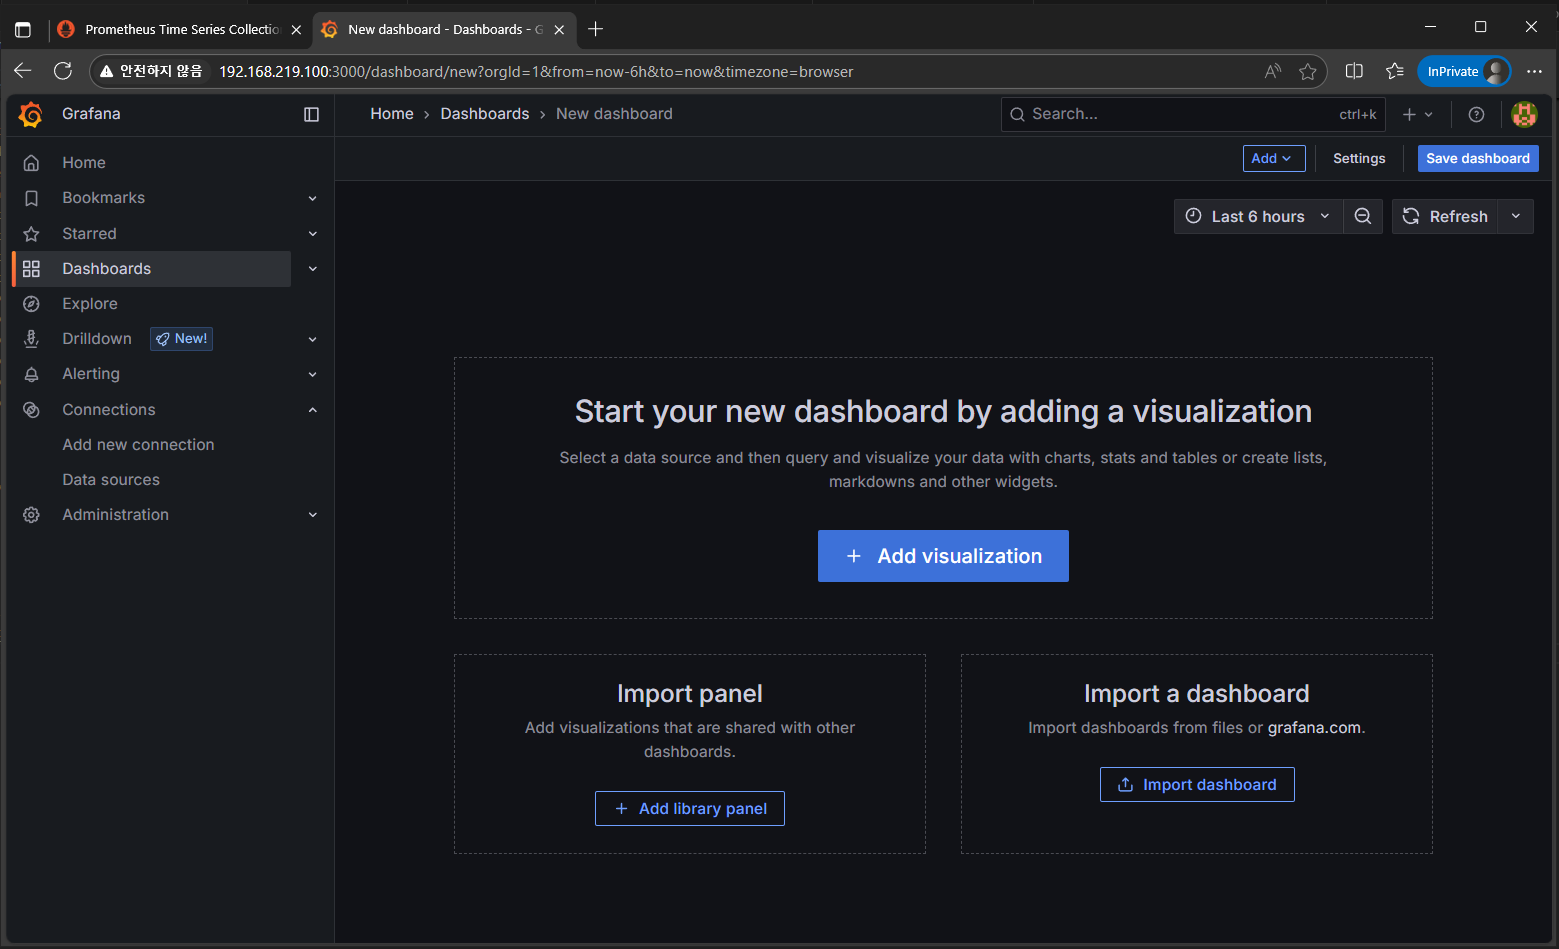 Prometheus Time Series Collectio
New dashboard - Dashboards - G
안전하지 않음
192.168.219.100:3000/dashboard/new?orgId=1&from=now-6h&to=now&timezone=browser
InPrivate
Grafana
Home › Dashboards › New dashboard
Search...
ctrl+k
Home
Bookmarks
Starred
Dashboards
Explore
Drilldown
New!
Alerting
Connections
Add new connection
Data sources
Administration
Add
Settings
Save dashboard
Last 6 hours
Refresh
Start your new dashboard by adding a visualization
Select a data source and then query and visualize your data with charts, stats and tables or create lists,
markdowns and other widgets.
+ Add visualization
Import panel
Add visualizations that are shared with other
dashboards.
+ Add library panel
Import a dashboard
Import dashboards from files or grafana.com.
Import dashboard